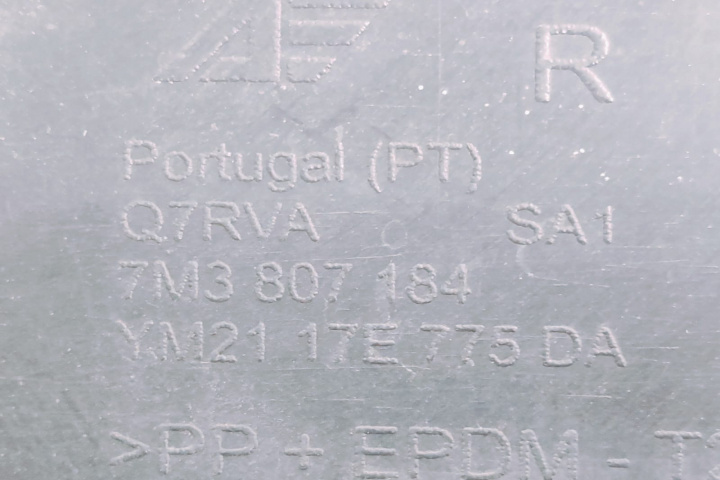 R
Portugal (PT)
Q7RVA SA1
7M3 807 184
YM21 17E 775 DA
>PP + EPDM - T